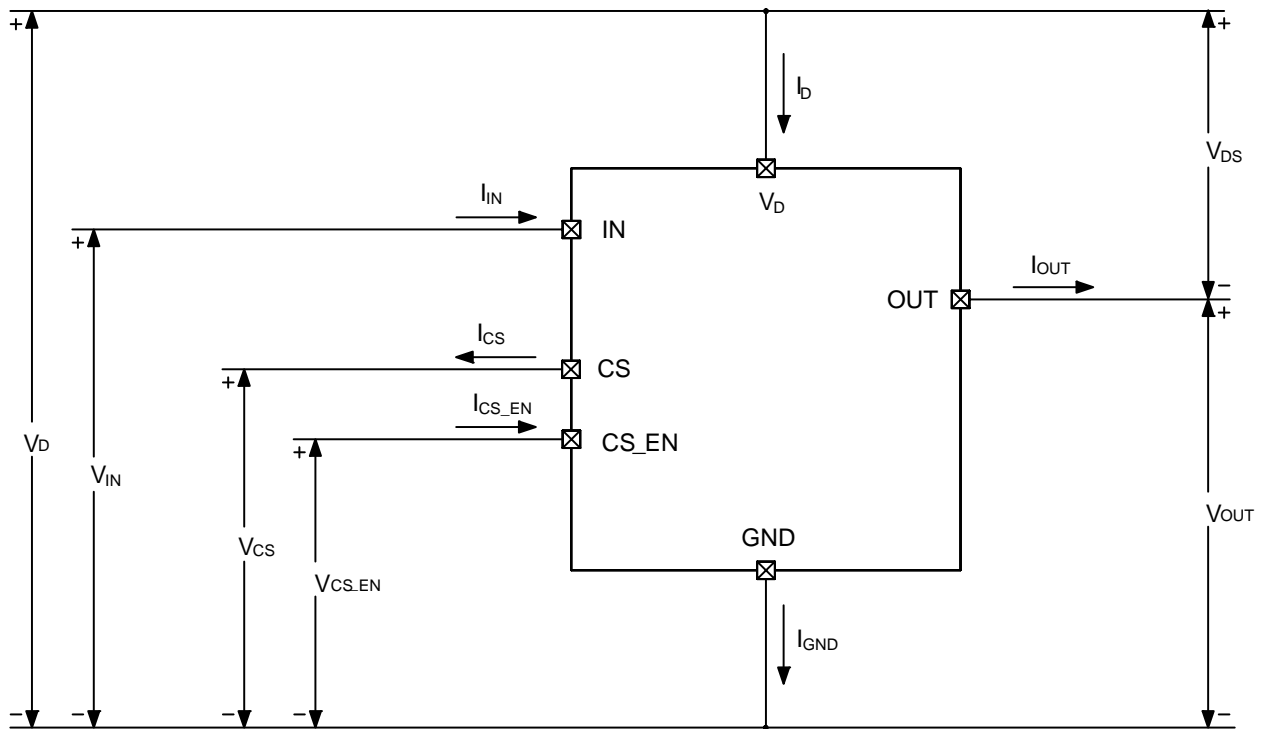 +
+
I_D
V_DS
I_IN
V_D
+
IN
I_OUT
OUT
−
+
I_CS
+
CS
I_CS_EN
V_D
+
CS_EN
V_IN
V_OUT
GND
V_CS
V_CS_EN
I_GND
−
−
−
−
−